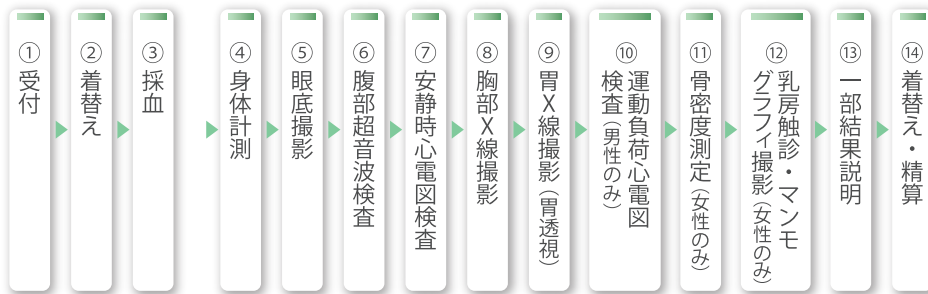 ①受付
②着替え
③採血
④身体計測
⑤眼底撮影
⑥腹部超音波検査
⑦安静時心電図検査
⑧胸部X線撮影
⑨胃X線撮影（胃透視）
⑩運動負荷心電図
検査（男性のみ）
⑪骨密度測定（女性のみ）
⑫乳房触診・マンモ
グラフィ撮影（女性のみ）
⑬一部結果説明
⑭着替え・精算